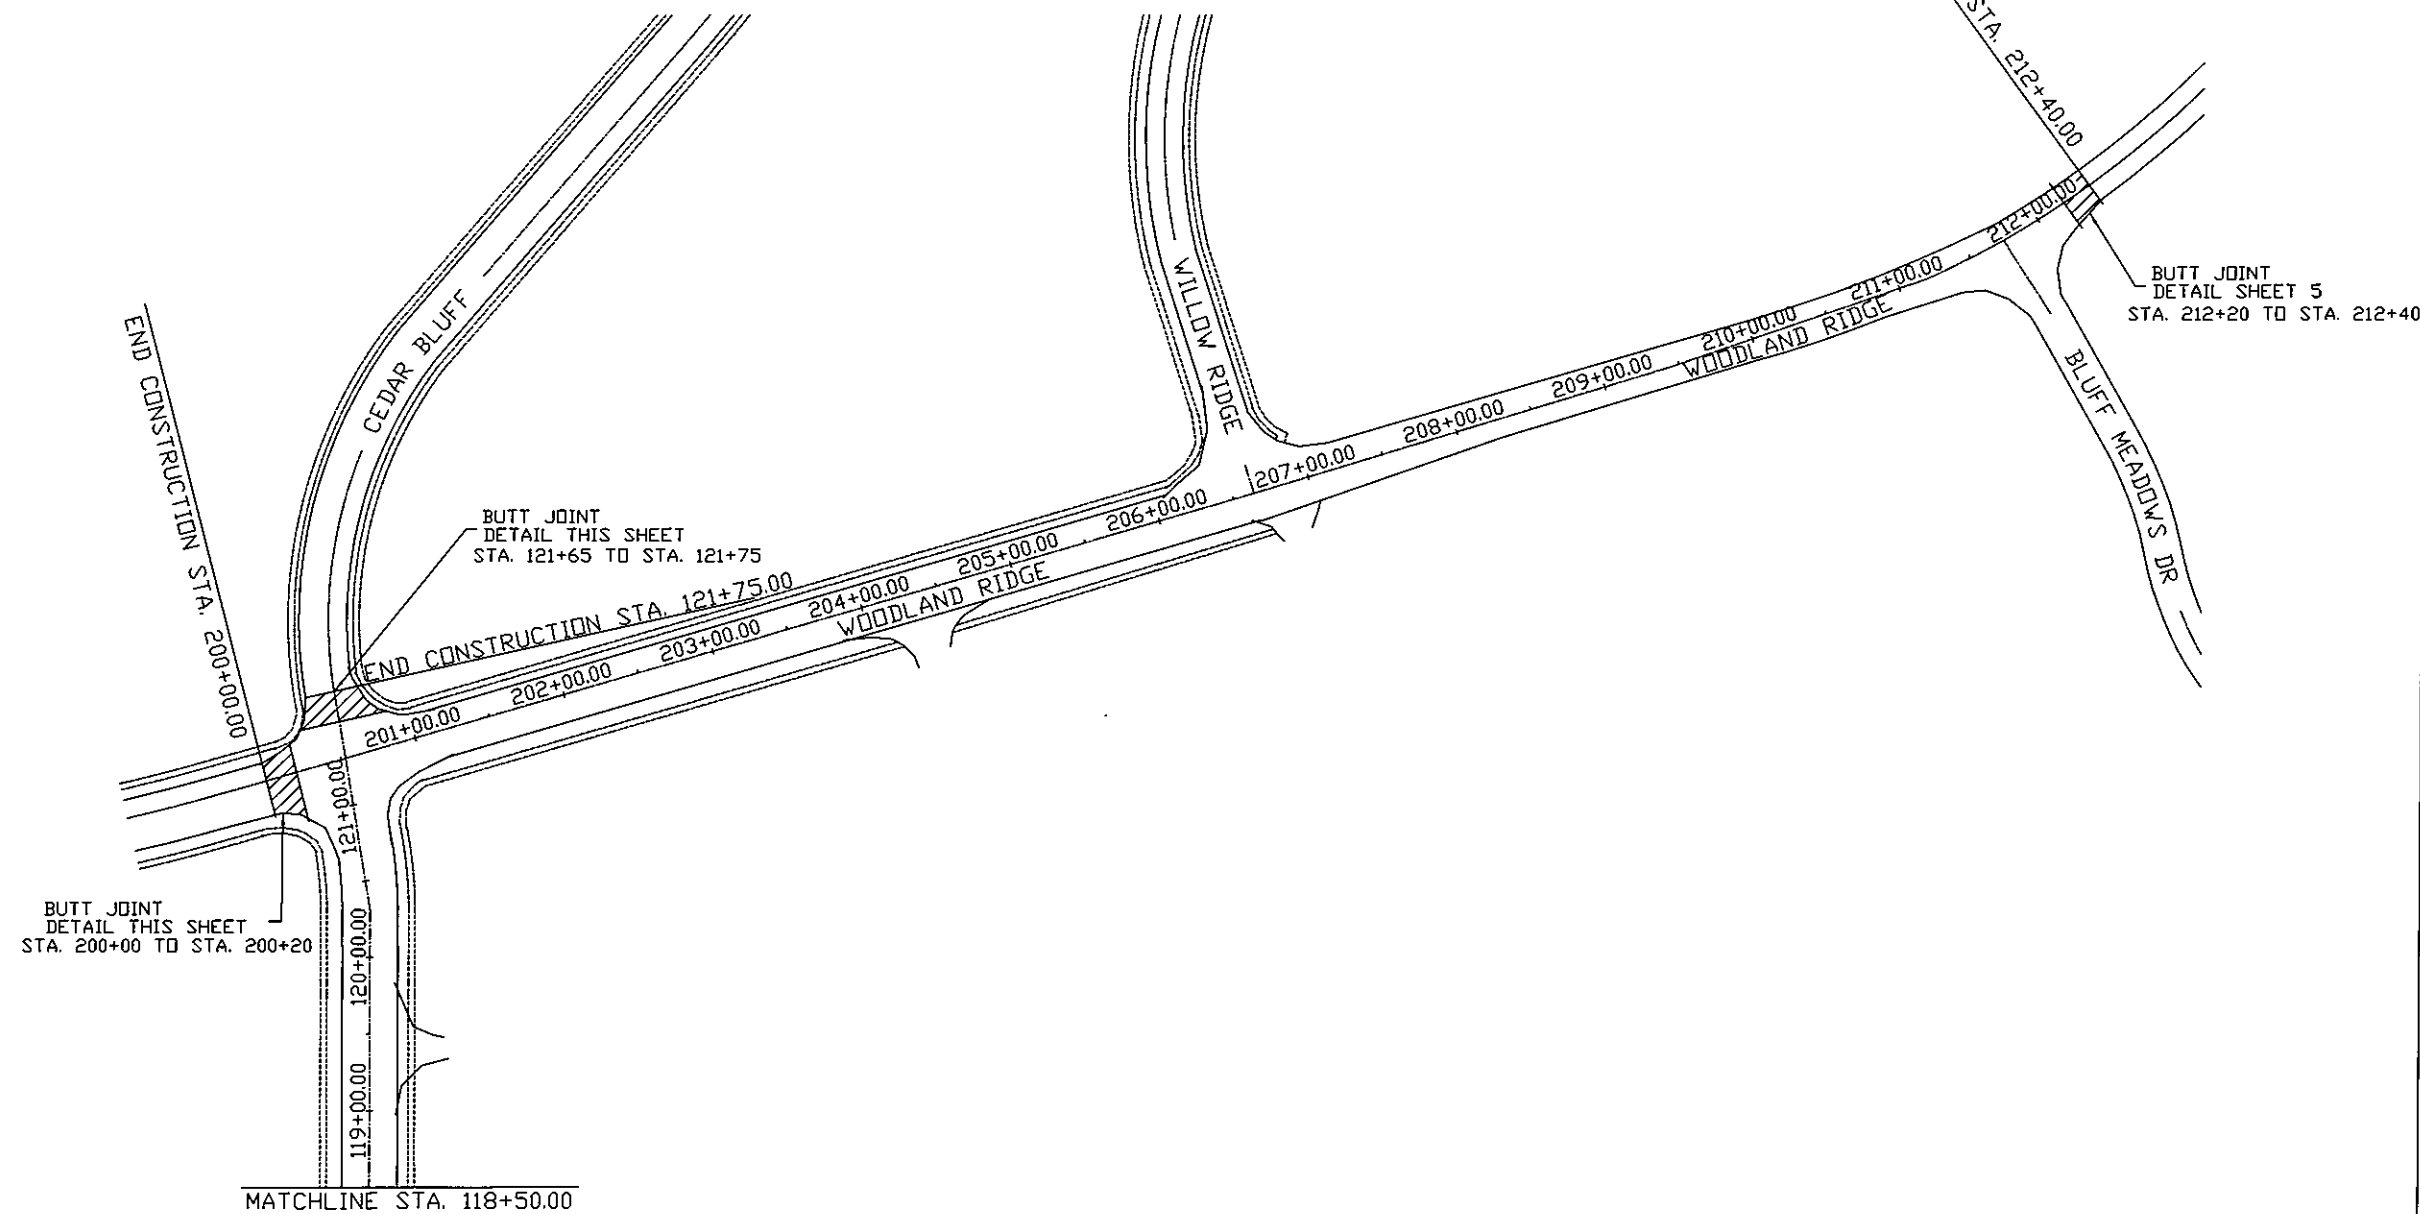 STA. 212+40.00
BUTT JOINT
DETAIL SHEET 5
STA. 212+20 TO STA. 212+40
CEDAR BLUFF
WILLOW RIDGE
END CONSTRUCTION STA. 200+00.00
BUTT JOINT
DETAIL THIS SHEET
STA. 121+65 TO STA. 121+75
END CONSTRUCTION STA. 121+75.00
201+00.00
202+00.00
203+00.00
204+00.00
205+00.00
206+00.00
207+00.00
208+00.00
209+00.00
210+00.00
211+00.00
212+00.00
WOODLAND RIDGE
WOODLAND RIDGE
BLUFF MEADOWS DR
121+00.00
120+00.00
119+00.00
BUTT JOINT
DETAIL THIS SHEET
STA. 200+00 TO STA. 200+20
MATCHLINE STA. 118+50.00